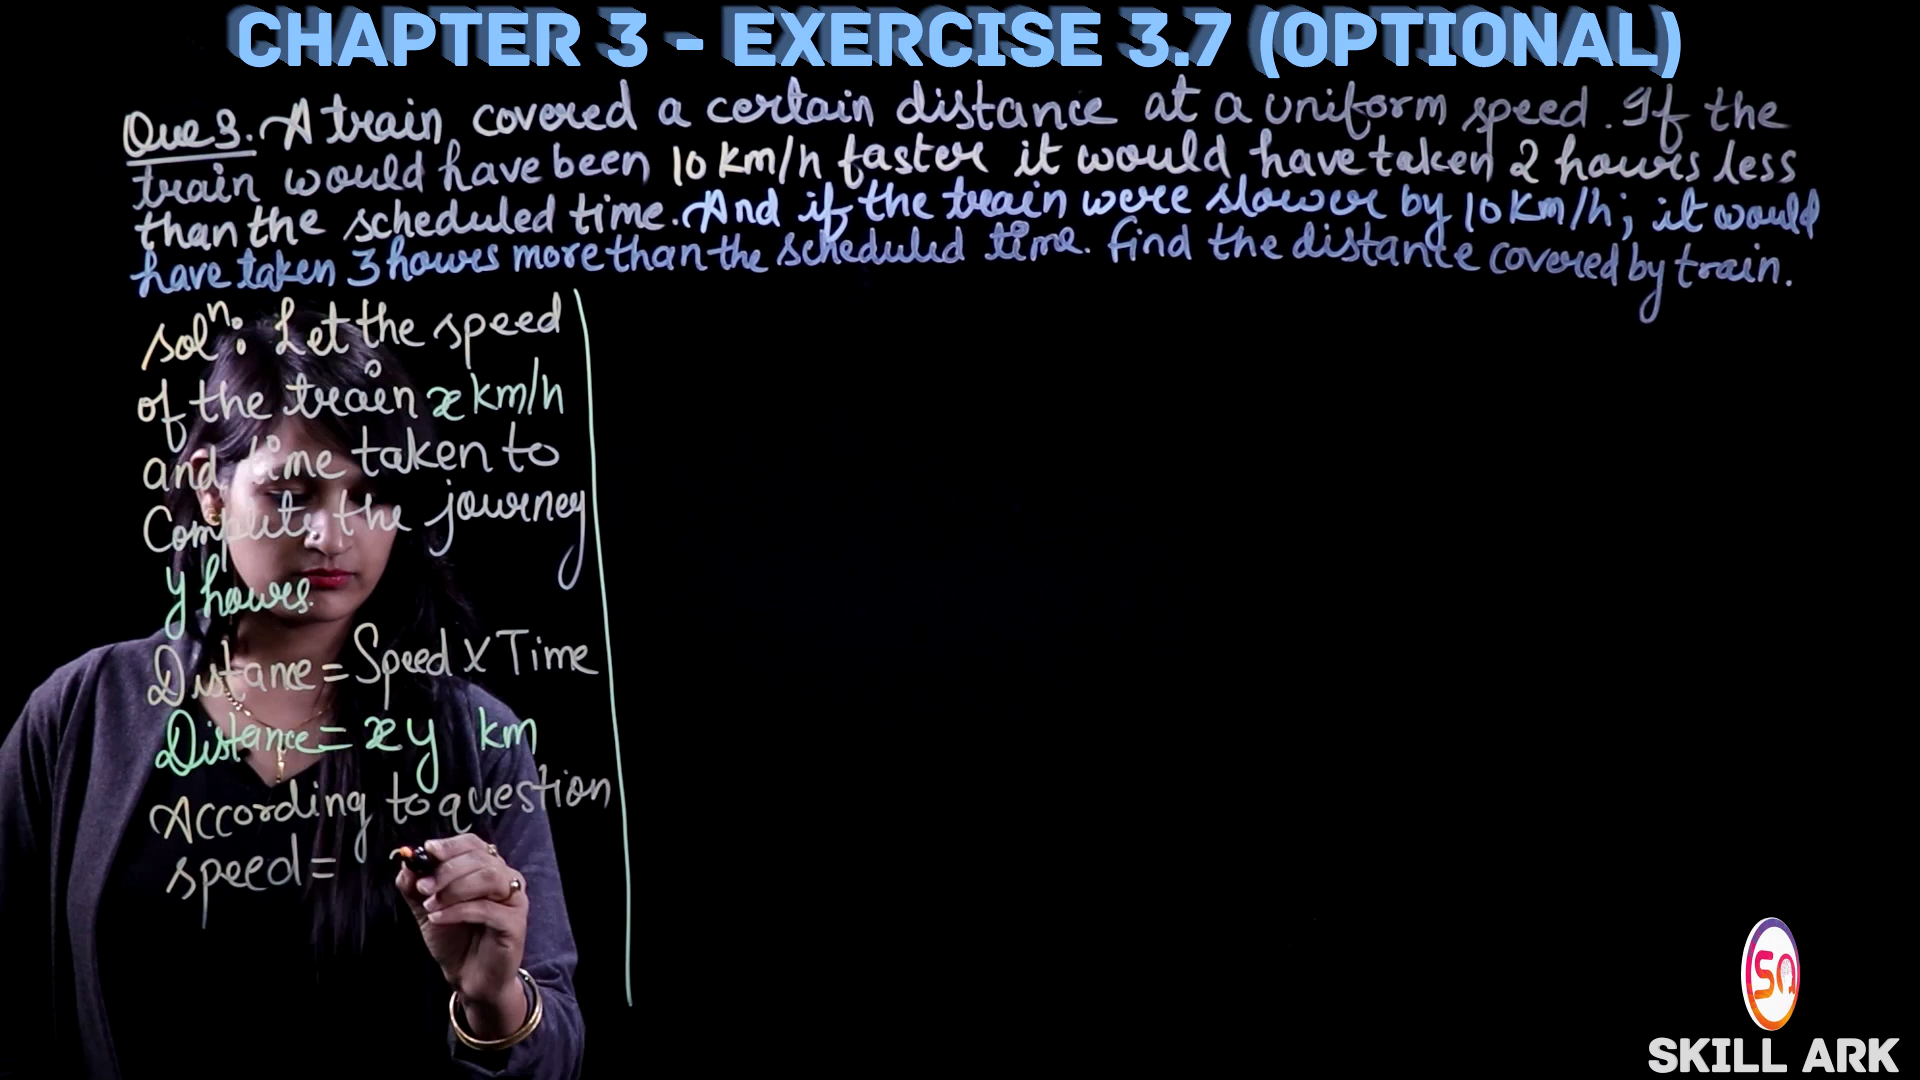 CHAPTER 3 - EXERCISE 3.7 (OPTIONAL)
Que 3. A train covered a certain distance at a uniform speed. If the
train would have been 10 km/h faster it would have taken 2 hours less
than the scheduled time. And if the train were slower by 10 km/h; it would
have taken 3 hours more than the scheduled time. Find the distance covered by train.
Solⁿ: Let the speed
of the train x km/h
and time taken to
Complete the journey
y hours.
Distance = Speed X Time
Distance = xy km
According to question
speed =
SKILL ARK